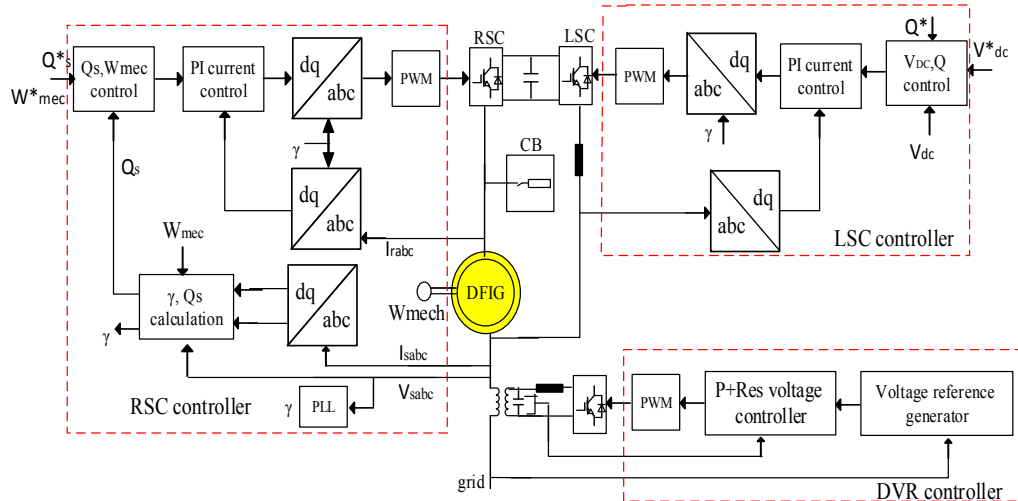 Q*s
W*mec
Qs,Wmec
control
PI current
control
dq
abc
PWM
RSC
LSC
PWM
dq
abc
γ
PI current
control
VDC,Q
control
Q*
V*dc
Vdc
γ
CB
Qs
dq
abc
Irabc
dq
abc
LSC controller
Wmec
γ, Qs
calculation
γ
dq
abc
Wmech
DFIG
Isabc
Vsabc
RSC controller
γ
PLL
PWM
P+Res voltage
controller
Voltage reference
generator
grid
DVR controller